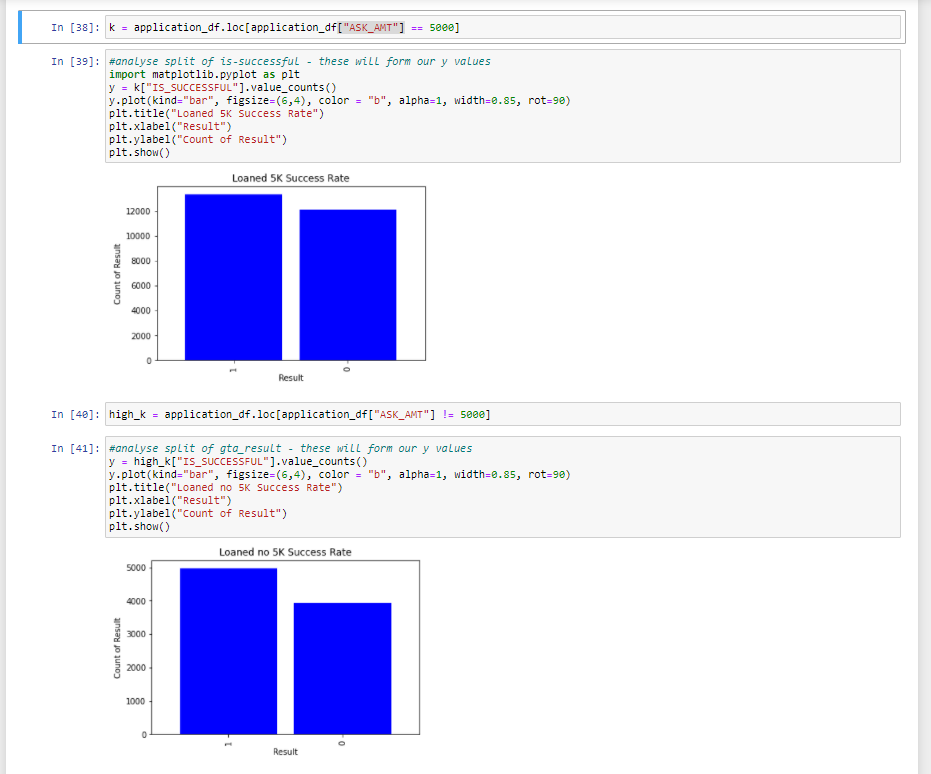 In [38]: k = application_df.loc[application_df["ASK_AMT"] == 5000]
In [39]: #analyse split of is-successful - these will form our y values
import matplotlib.pyplot as plt
y = k["IS_SUCCESSFUL"].value_counts()
y.plot(kind="bar", figsize=(6,4), color = "b", alpha=1, width=0.85, rot=90)
plt.title("Loaned 5K Success Rate")
plt.xlabel("Result")
plt.ylabel("Count of Result")
plt.show()
Loaned 5K Success Rate
Count of Result
12000
10000
8000
6000
4000
2000
0
1
0
Result
In [40]: high_k = application_df.loc[application_df["ASK_AMT"] != 5000]
In [41]: #analyse split of gta_result - these will form our y values
y = high_k["IS_SUCCESSFUL"].value_counts()
y.plot(kind="bar", figsize=(6,4), color = "b", alpha=1, width=0.85, rot=90)
plt.title("Loaned no 5K Success Rate")
plt.xlabel("Result")
plt.ylabel("Count of Result")
plt.show()
Loaned no 5K Success Rate
Count of Result
5000
4000
3000
2000
1000
0
1
0
Result